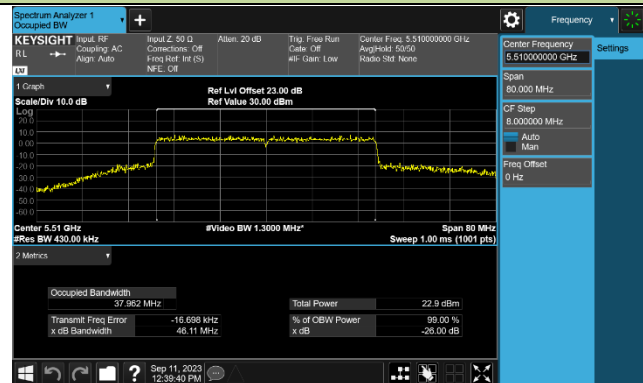 Spectrum Analyzer 1
Occupied BW
Frequency
KEYSIGHT
RL
LXI
Input: RF
Coupling: AC
Align: Auto
Input Z: 50 Ω
Corrections: Off
Freq Ref: Int (S)
NFE: Off
Atten: 20 dB
Trig: Free Run
Gate: Off
#IF Gain: Low
Center Freq: 5.510000000 GHz
Avg|Hold: 50/50
Radio Std: None
Center Frequency
5.510000000 GHz
Settings
Span
80.000 MHz
CF Step
8.000000 MHz
Auto
Man
Freq Offset
0 Hz
1 Graph
Scale/Div 10.0 dB
Ref Lvl Offset 23.00 dB
Ref Value 30.00 dBm
Log
20.0
10.0
0.00
-10.0
-20.0
-30.0
-40.0
-50.0
-60.0
Center 5.51 GHz
#Video BW 1.3000 MHz*
Span 80 MHz
#Res BW 430.00 kHz
Sweep 1.00 ms (1001 pts)
2 Metrics
Occupied Bandwidth
37.962 MHz
Total Power 22.9 dBm
Transmit Freq Error -16.698 kHz
% of OBW Power 99.00 %
x dB Bandwidth 46.11 MHz
x dB -26.00 dB
Sep 11, 2023
12:39:40 PM